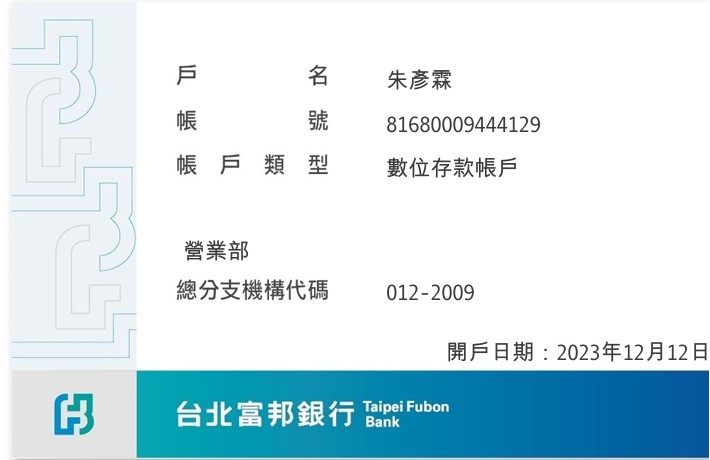 戶名 朱彥霖
帳號 81680009444129
帳戶類型 數位存款帳戶
營業部
總分支機構代碼 012-2009
開戶日期：2023年12月12日
台北富邦銀行 Taipei Fubon Bank